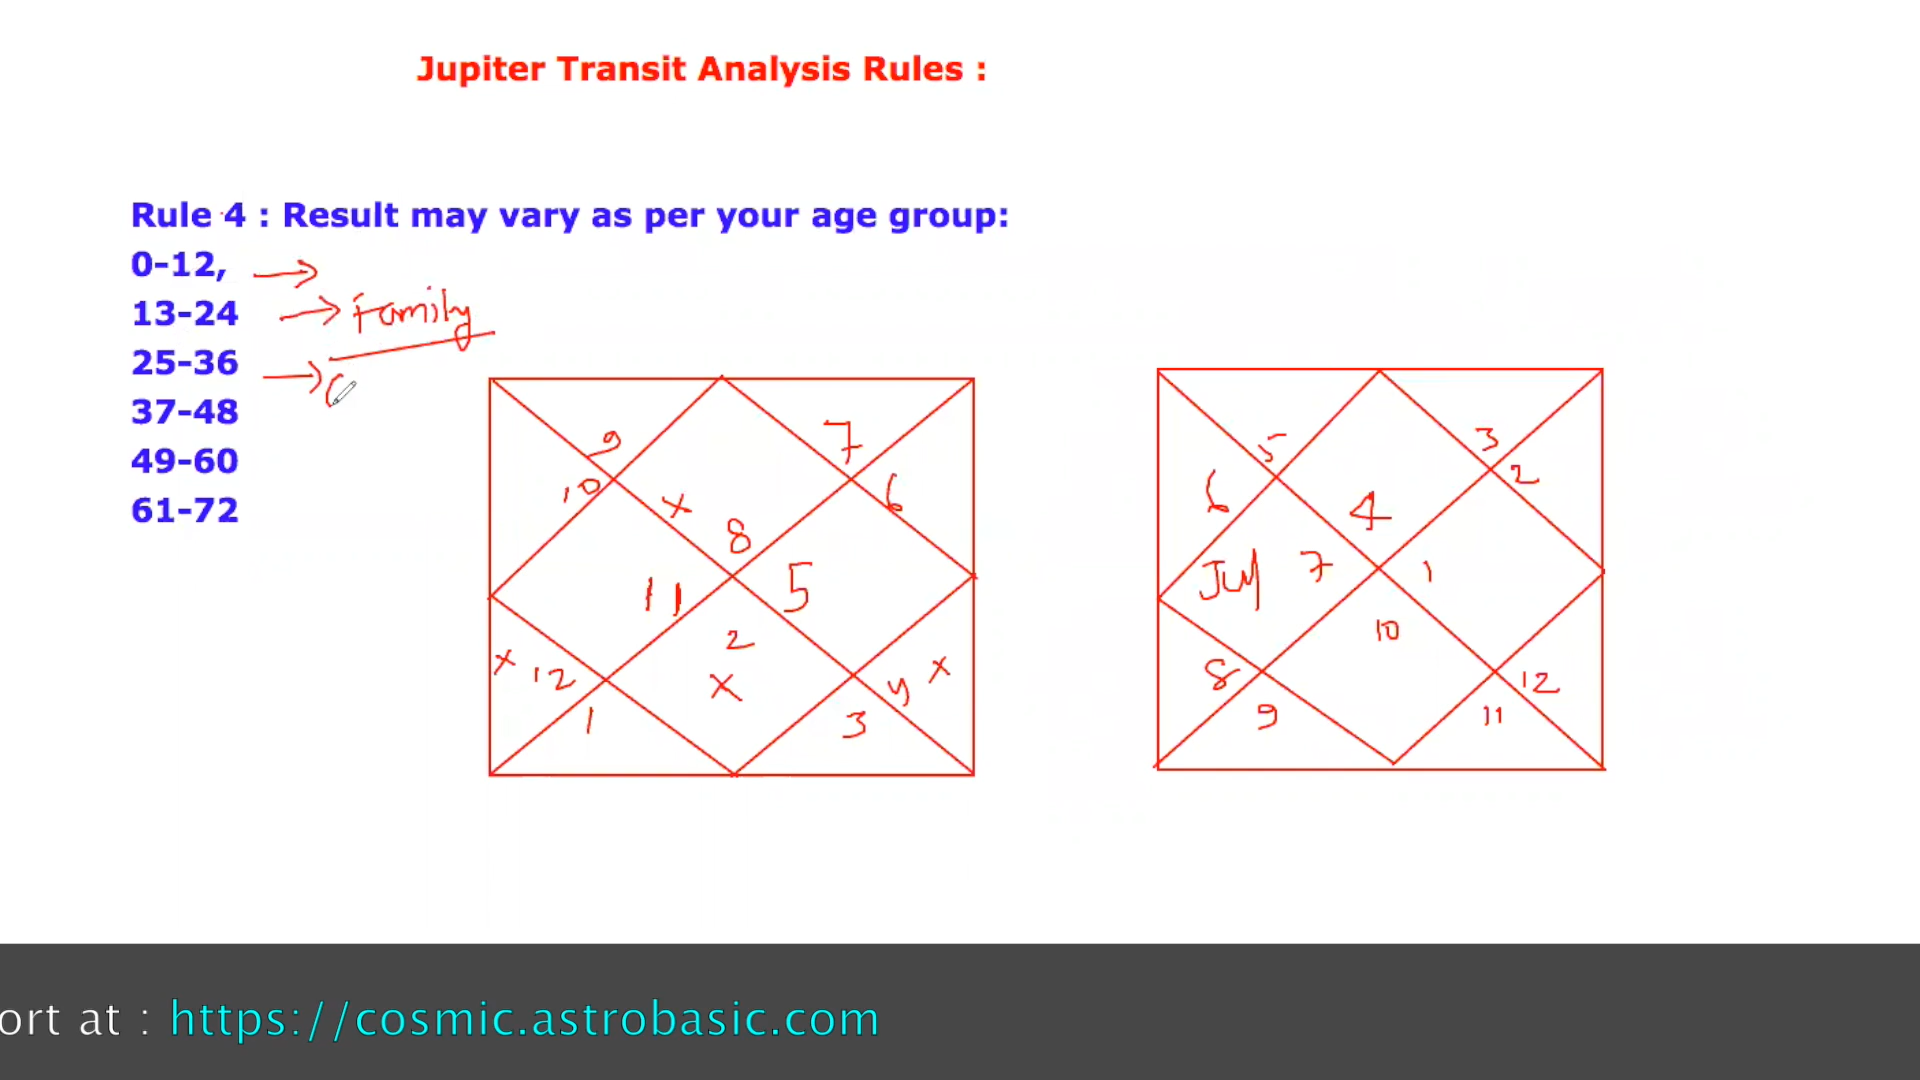 Jupiter Transit Analysis Rules :
Rule 4 : Result may vary as per your age group:
0-12,
13-24 Family
25-36
37-48
49-60
61-72
9 7
10 x 6
8
11 5
2
x 12 x y x
1 3
5 3
6 4 2
Jup 7 1
10
8 12
9 11
ort at : https://cosmic.astrobasic.com